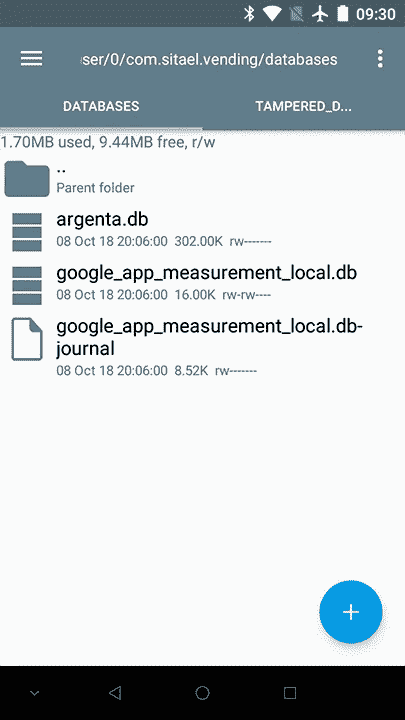 09:30
ser/0/com.sitael.vending/databases
DATABASES
TAMPERED_D...
1.70MB used, 9.44MB free, r/w
..
Parent folder
argenta.db
08 Oct 18 20:06:00 302.00K rw-------
google_app_measurement_local.db
08 Oct 18 20:06:00 16.00K rw-rw----
google_app_measurement_local.db-
journal
08 Oct 18 20:06:00 8.52K rw-------